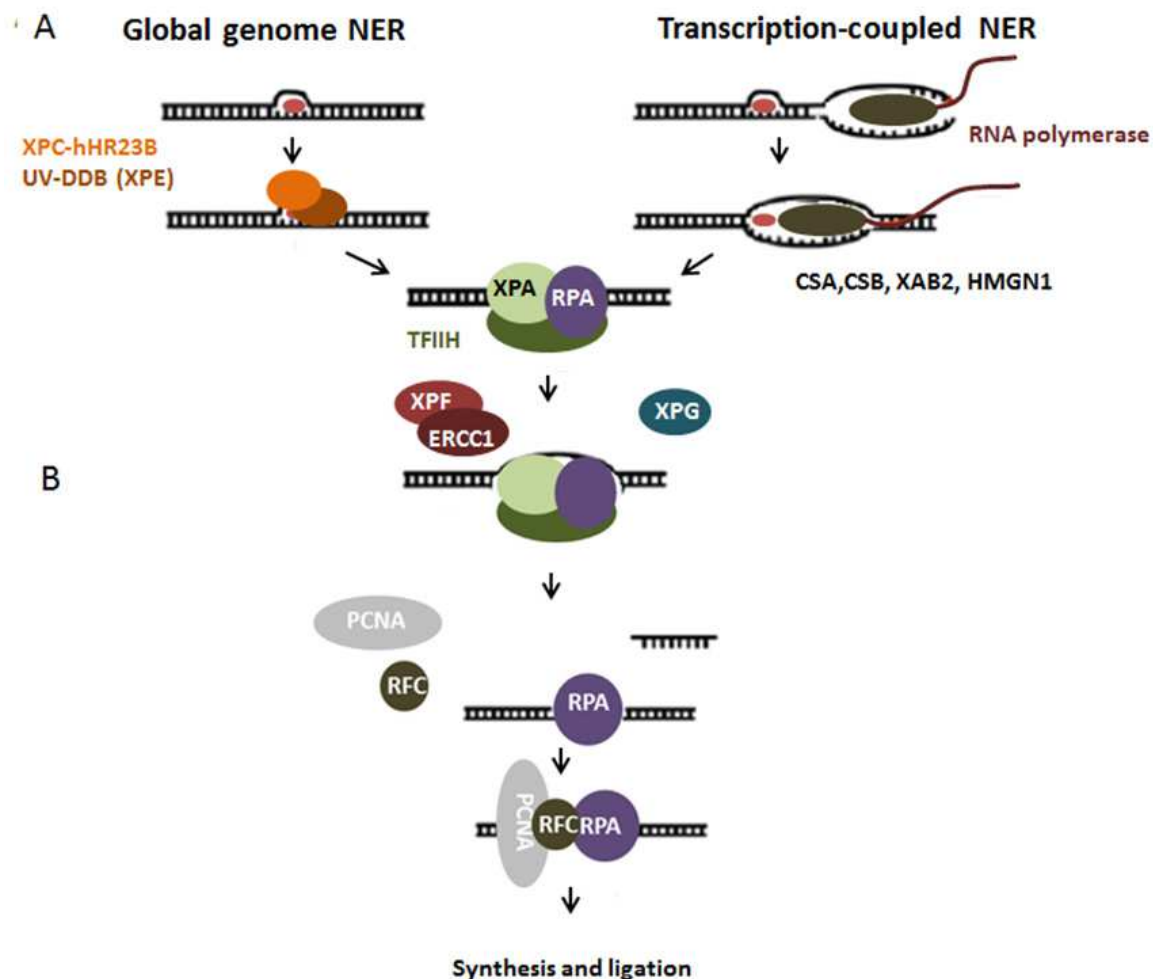 A
Global genome NER
Transcription-coupled NER
RNA polymerase
XPC-hHR23B
UV-DDB (XPE)
CSA,CSB, XAB2, HMGN1
XPA
RPA
TFIIH
XPF
ERCC1
XPG
B
PCNA
RFC
RPA
PCNA
RFC
RPA
Synthesis and ligation